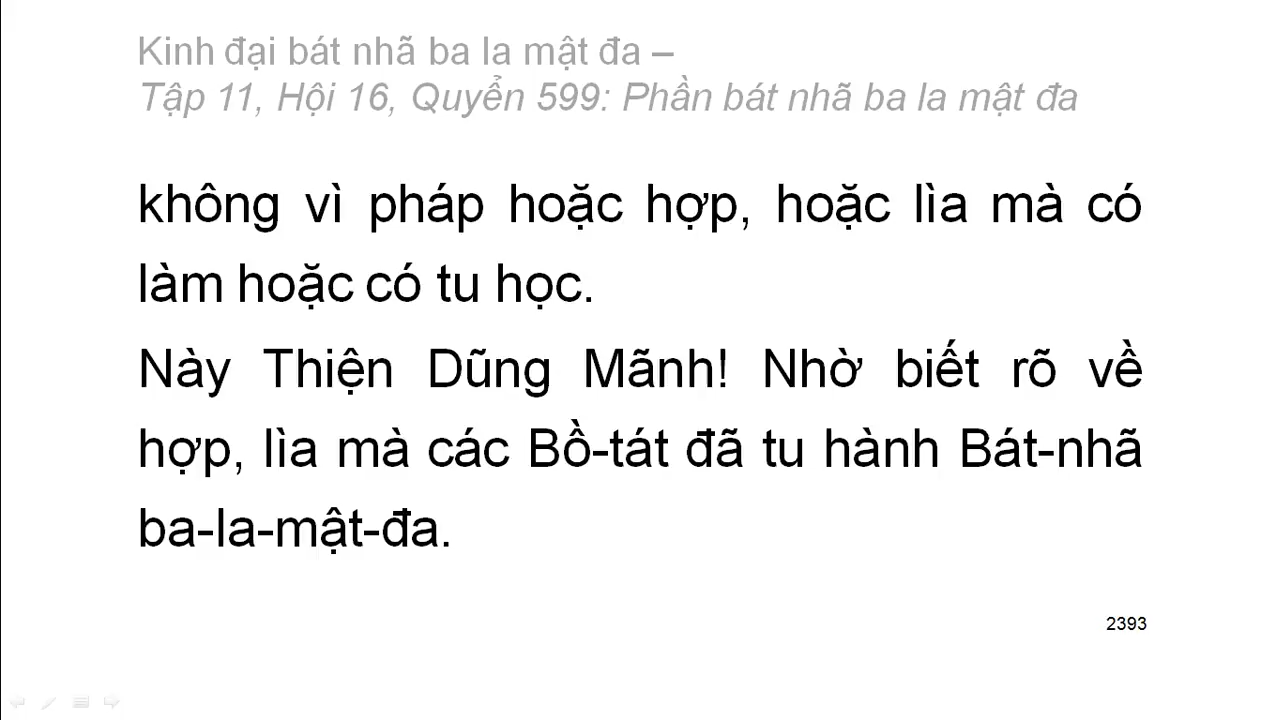 Kinh đại bát nhã ba la mật đa –
Tập 11, Hội 16, Quyển 599: Phần bát nhã ba la mật đa
không vì pháp hoặc hợp, hoặc lìa mà có
làm hoặc có tu học.
Này Thiện Dũng Mãnh! Nhờ biết rõ về
hợp, lìa mà các Bồ-tát đã tu hành Bát-nhã
ba-la-mật-đa.
2393